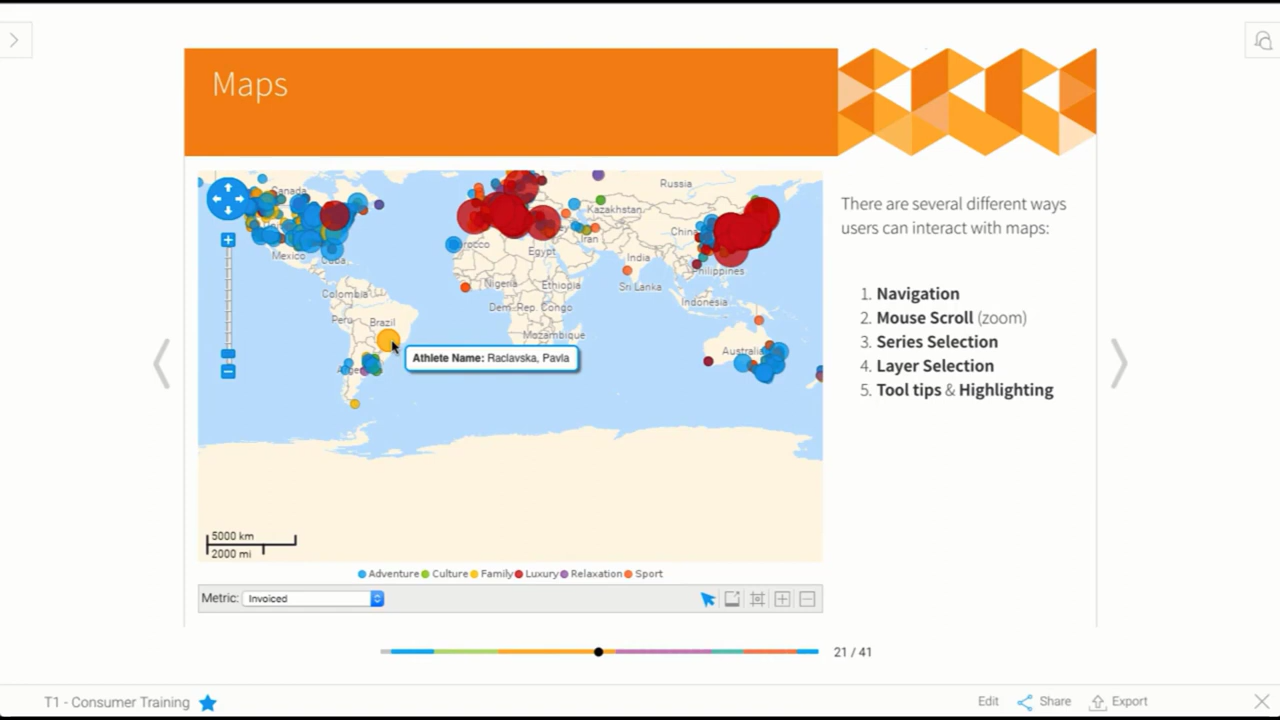 Maps
Canada
Mexico
Cuba
Colombia
Peru
Brazil
Russia
Kazakhstan
Iran
China
India
Egypt
Nigeria
Ethiopia
Sri Lanka
Philippines
Indonesia
Dem. Rep. Congo
Mozambique
Australia
Athlete Name: Raclavska, Pavla
5000 km
2000 mi
Adventure Culture Family Luxury Relaxation Sport
Metric: Invoiced
There are several different ways
users can interact with maps:
1. Navigation
2. Mouse Scroll (zoom)
3. Series Selection
4. Layer Selection
5. Tool tips & Highlighting
21 / 41
T1 - Consumer Training
Edit
Share
Export